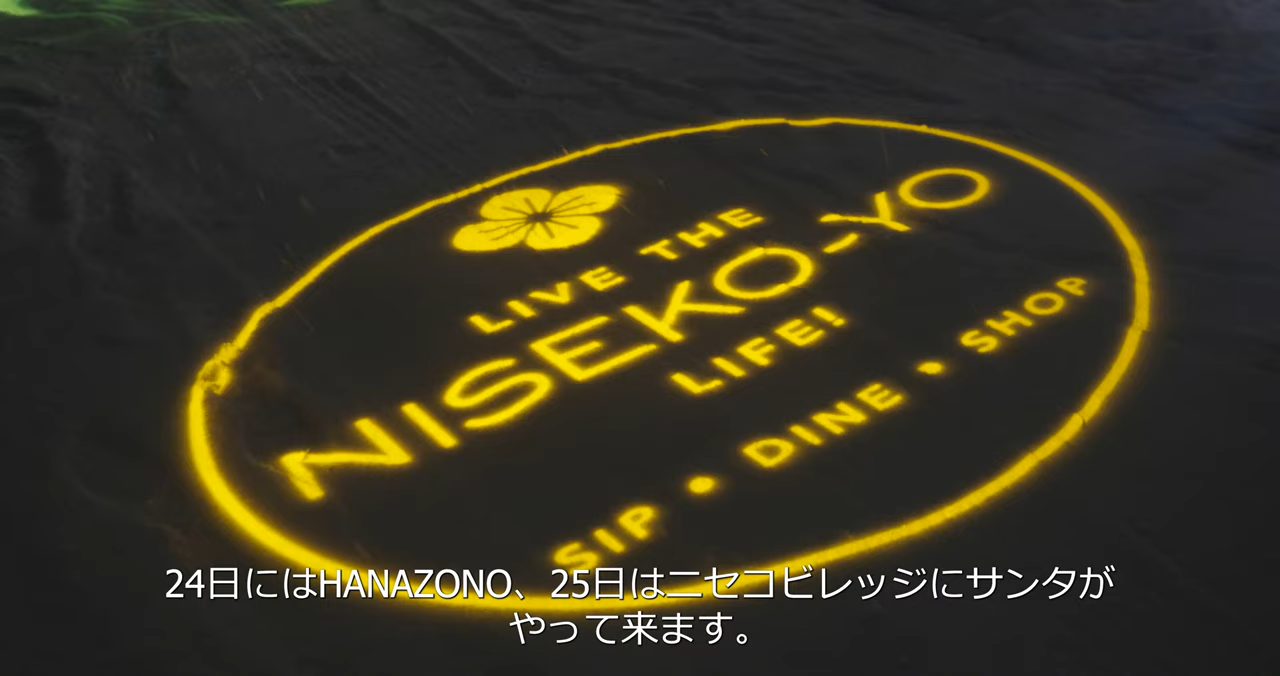 LIVE THE
NISEKO-YO
LIFE!
SIP • DINE • SHOP
24日にはHANAZONO、25日はニセコビレッジにサンタが
やって来ます。